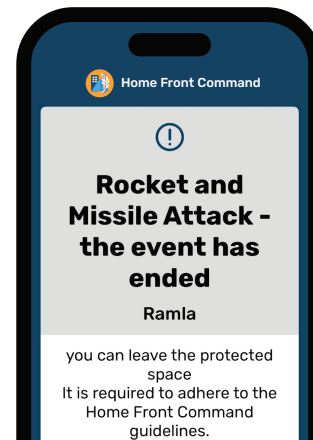 Home Front Command
Rocket and
Missile Attack -
the event has
ended
Ramla
you can leave the protected
space
It is required to adhere to the
Home Front Command
guidelines.